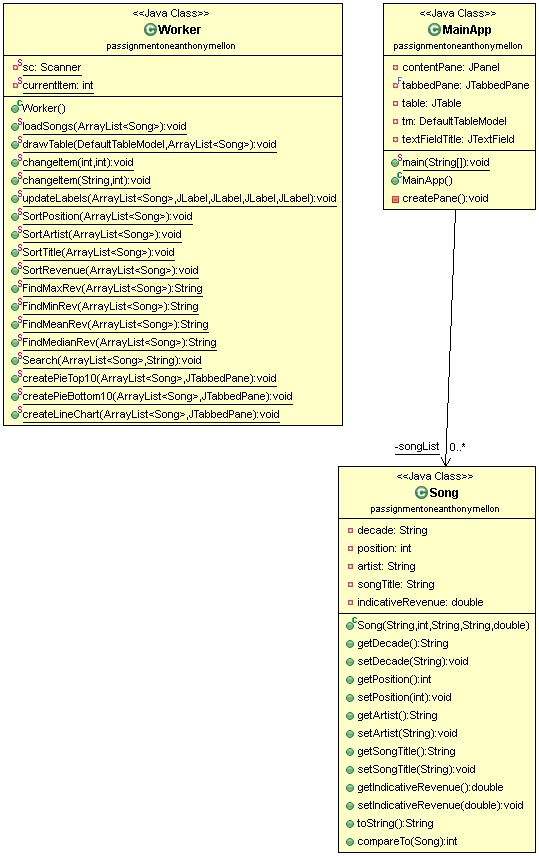 <<Java Class>>
Worker
passignmentoneanthonymellon
sc: Scanner
currentItem: int
Worker()
loadSongs(ArrayList<Song>):void
drawTable(DefaultTableModel,ArrayList<Song>):void
changeItem(int,int):void
changeItem(String,int):void
updateLabels(ArrayList<Song>,JLabel,JLabel,JLabel,JLabel):void
SortPosition(ArrayList<Song>):void
SortArtist(ArrayList<Song>):void
SortTitle(ArrayList<Song>):void
SortRevenue(ArrayList<Song>):void
FindMaxRev(ArrayList<Song>):String
FindMinRev(ArrayList<Song>):String
FindMeanRev(ArrayList<Song>):String
FindMedianRev(ArrayList<Song>):String
Search(ArrayList<Song>,String):void
createPieTop10(ArrayList<Song>,JTabbedPane):void
createPieBottom10(ArrayList<Song>,JTabbedPane):void
createLineChart(ArrayList<Song>,JTabbedPane):void
<<Java Class>>
MainApp
passignmentoneanthonymellon
contentPane: JPanel
tabbedPane: JTabbedPane
table: JTable
tm: DefaultTableModel
textFieldTitle: JTextField
main(String[]):void
MainApp()
createPane():void
-songList 0..*
<<Java Class>>
Song
passignmentoneanthonymellon
decade: String
position: int
artist: String
songTitle: String
indicativeRevenue: double
Song(String,int,String,String,double)
getDecade():String
setDecade(String):void
getPosition():int
setPosition(int):void
getArtist():String
setArtist(String):void
getSongTitle():String
setSongTitle(String):void
getIndicativeRevenue():double
setIndicativeRevenue(double):void
toString():String
compareTo(Song):int